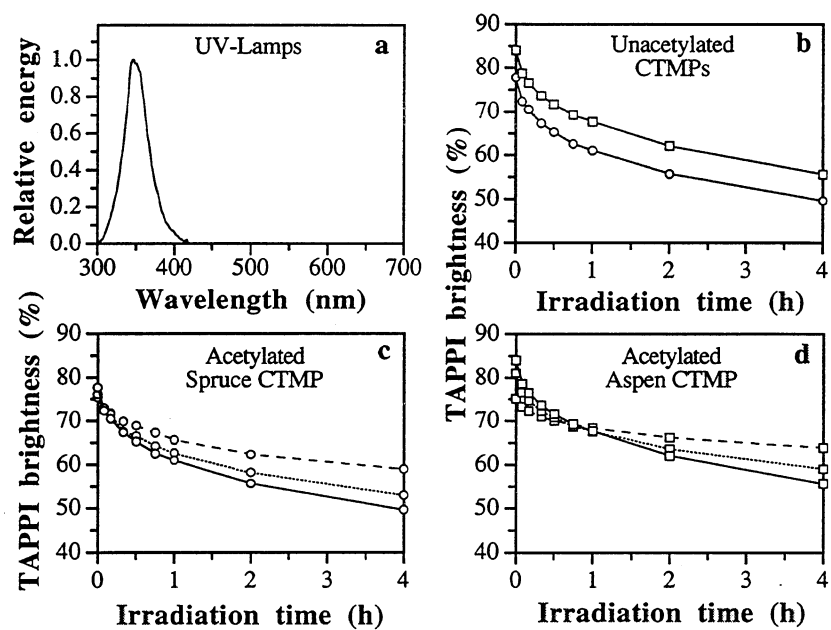 UV-Lamps
a
Relative energy
1.0
0.8
0.6
0.4
0.2
0.0
300 400 500 600 700
Wavelength (nm)
Unacetylated
CTMPs
b
TAPPI brightness (%)
90
80
70
60
50
40
0 1 2 3 4
Irradiation time (h)
Acetylated
Spruce CTMP
c
TAPPI brightness (%)
90
80
70
60
50
40
0 1 2 3 4
Irradiation time (h)
Acetylated
Aspen CTMP
d
90
80
70
60
50
40
0 1 2 3 4
Irradiation time (h)